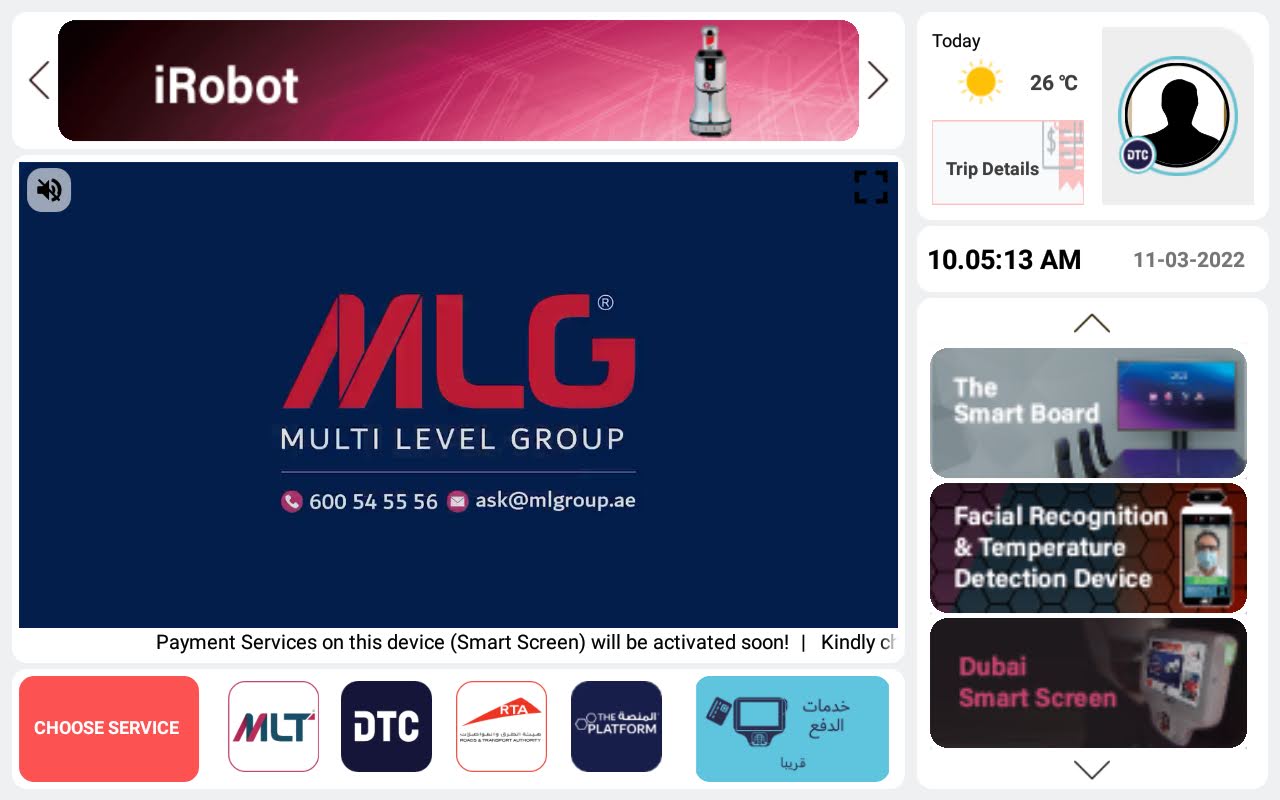 iRobot
Today
26 °C
Trip Details
DTC
10.05:13 AM
11-03-2022
MLG®
MULTI LEVEL GROUP
600 54 55 56
ask@mlgroup.ae
The
Smart Board
Facial Recognition
& Temperature
Detection Device
Dubai
Smart Screen
Payment Services on this device (Smart Screen) will be activated soon! | Kindly
CHOOSE SERVICE
MLT
DTC
RTA
هيئة الطرق والمواصلات
ROADS & TRANSPORT AUTHORITY
THE المنصة
PLATFORM
خدمات
الدفع
قريبا